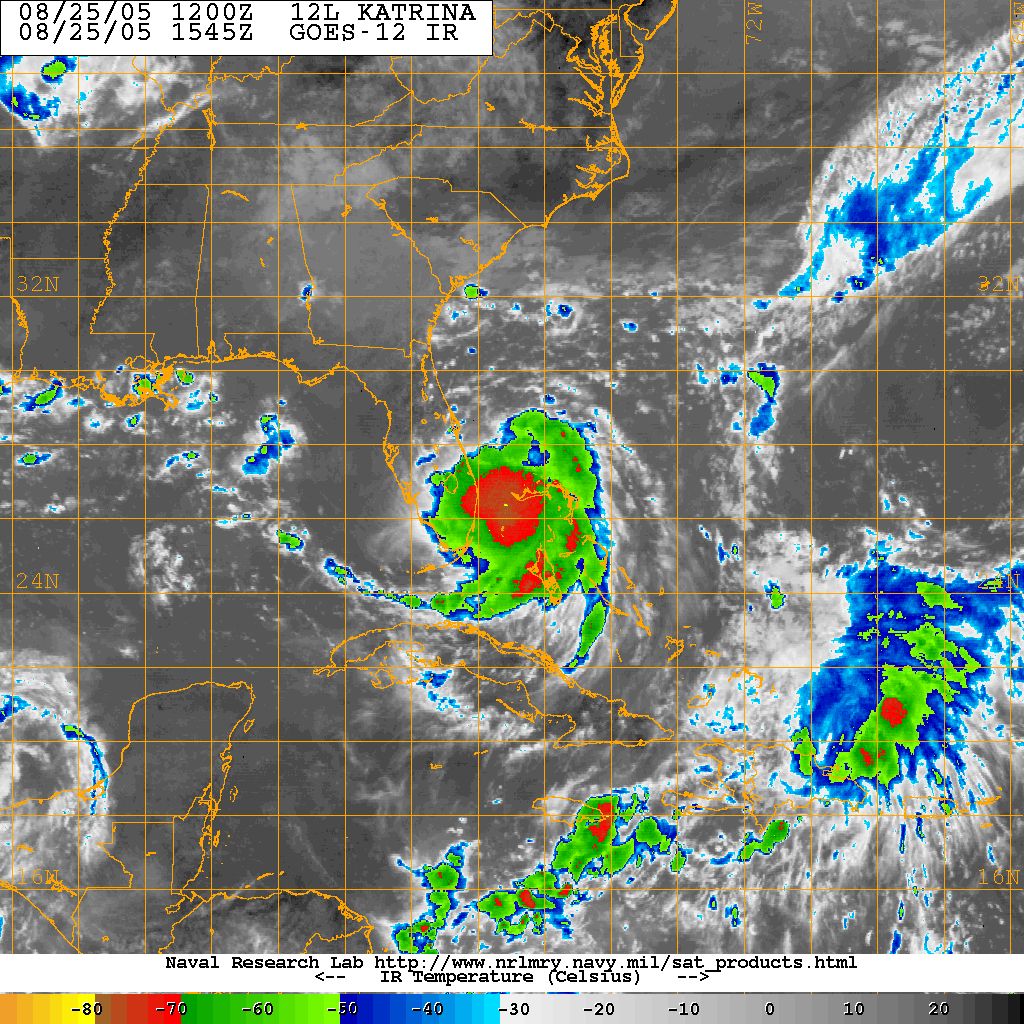 08/25/05 1200Z 12L KATRINA
08/25/05 1545Z GOES-12 IR
72W
32N
32N
24N
16N
16N
Naval Research Lab http://www.nrlmry.navy.mil/sat_products.html
<-- IR Temperature (Celsius) -->
-80 -70 -60 -50 -40 -30 -20 -10 0 10 20